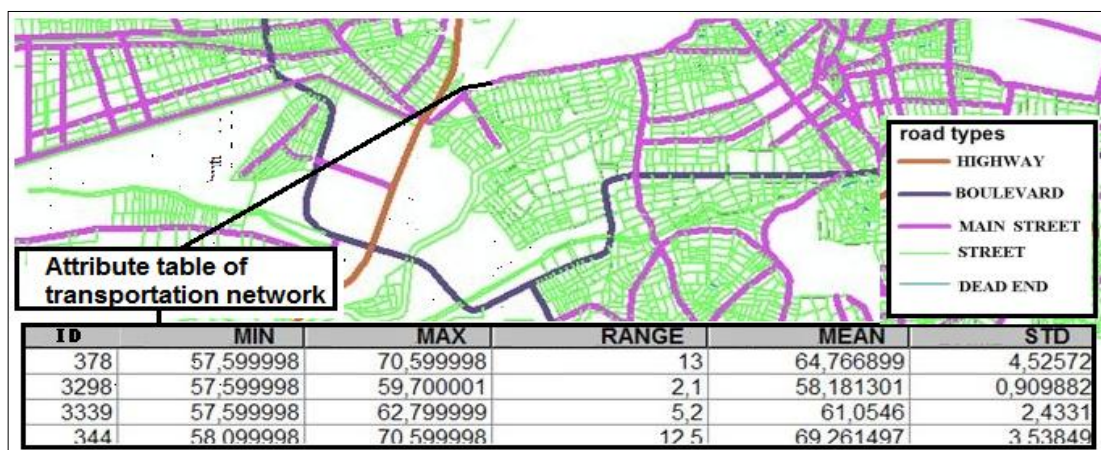 road types
HIGHWAY
BOULEVARD
MAIN STREET
STREET
DEAD END
Attribute table of
transportation network
ID MIN MAX RANGE MEAN STD
378 57,599998 70,599998 13 64,766899 4,52572
3298 57,599998 59,700001 2,1 58,181301 0,909882
3339 57,599998 62,799999 5,2 61,0546 2,4331
344 58,099998 70,599998 12,5 69,261497 3,53849